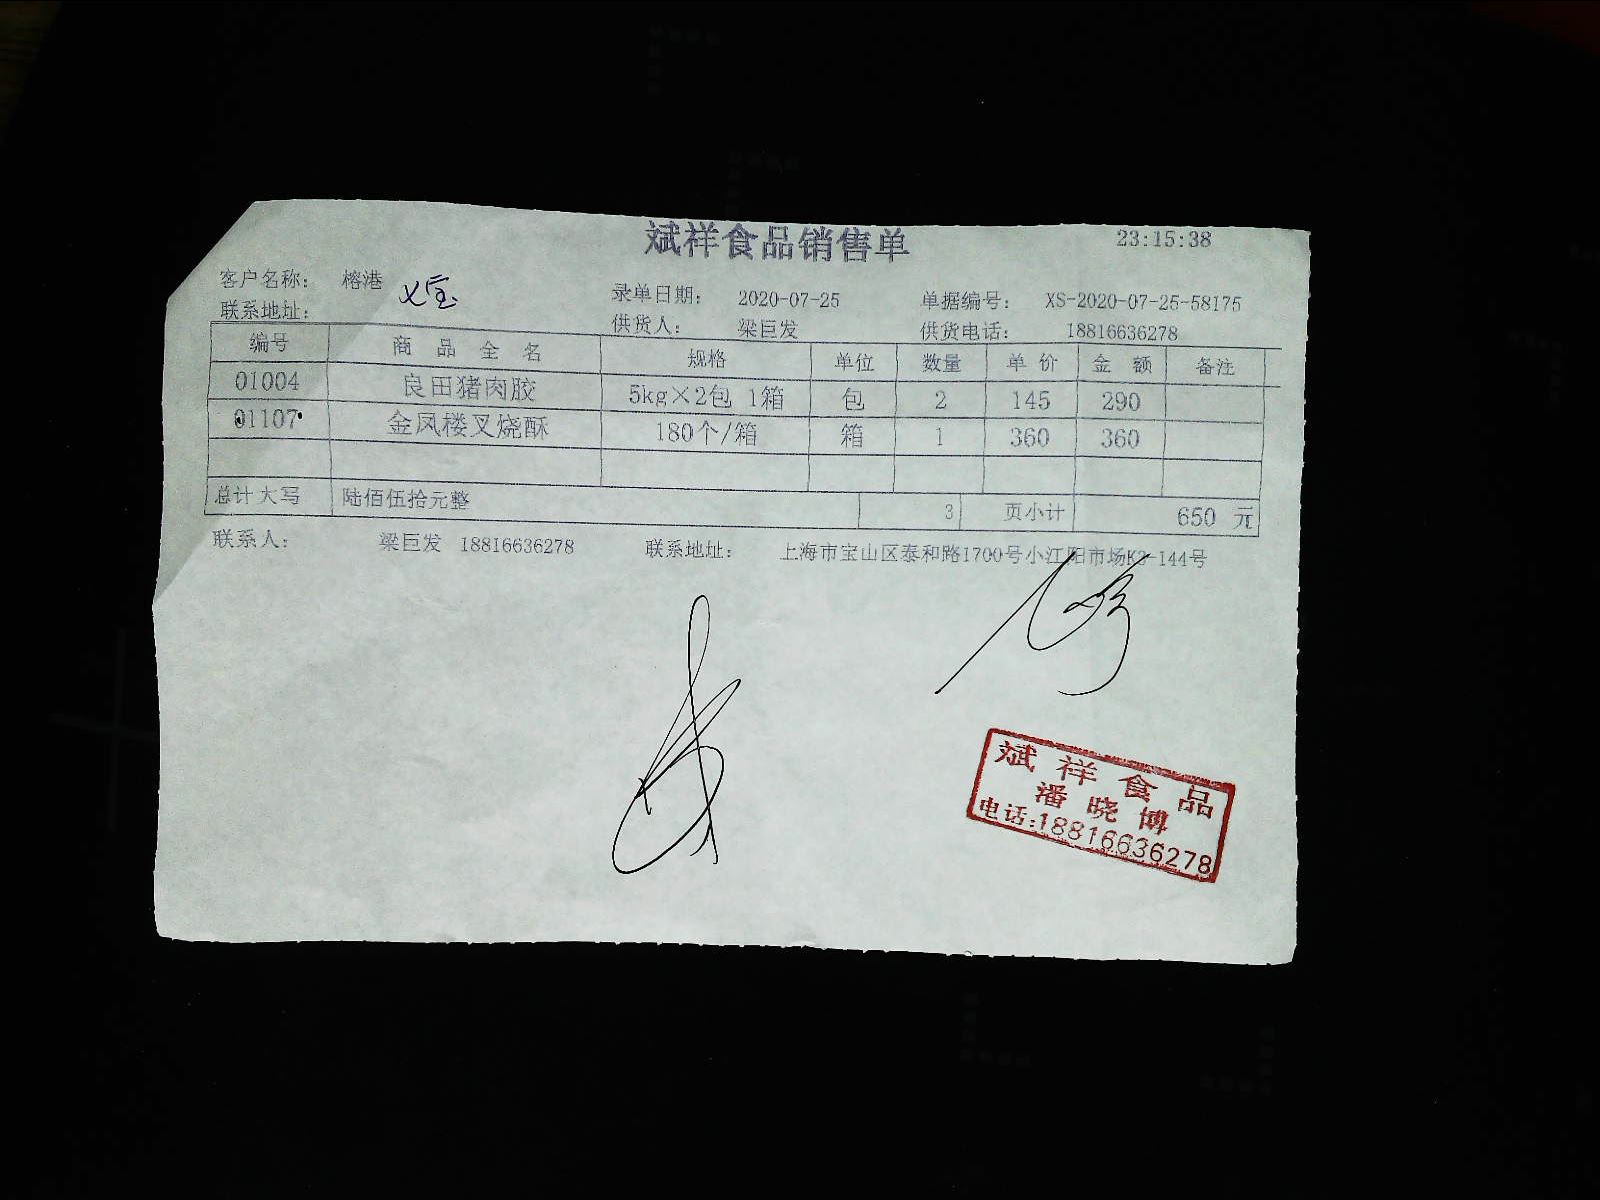 斌祥食品销售单 23:15:38
客户名称: 榕港 录单日期: 2020-07-25 单据编号: XS-2020-07-25-58175
联系地址: 供货人: 梁巨发 供货电话: 18816636278
编号 商品全名 规格 单位 数量 单价 金额 备注
01004 良田猪肉胶 5kg×2包 1箱 包 2 145 290
01107 金凤楼叉烧酥 180个/箱 箱 1 360 360
总计大写 陆佰伍拾元整 3 页小计 650 元
联系人: 梁巨发 18816636278 联系地址: 上海市宝山区泰和路1700号小江阳市场K3-144号
斌祥食品
潘晓博
电话:18816636278